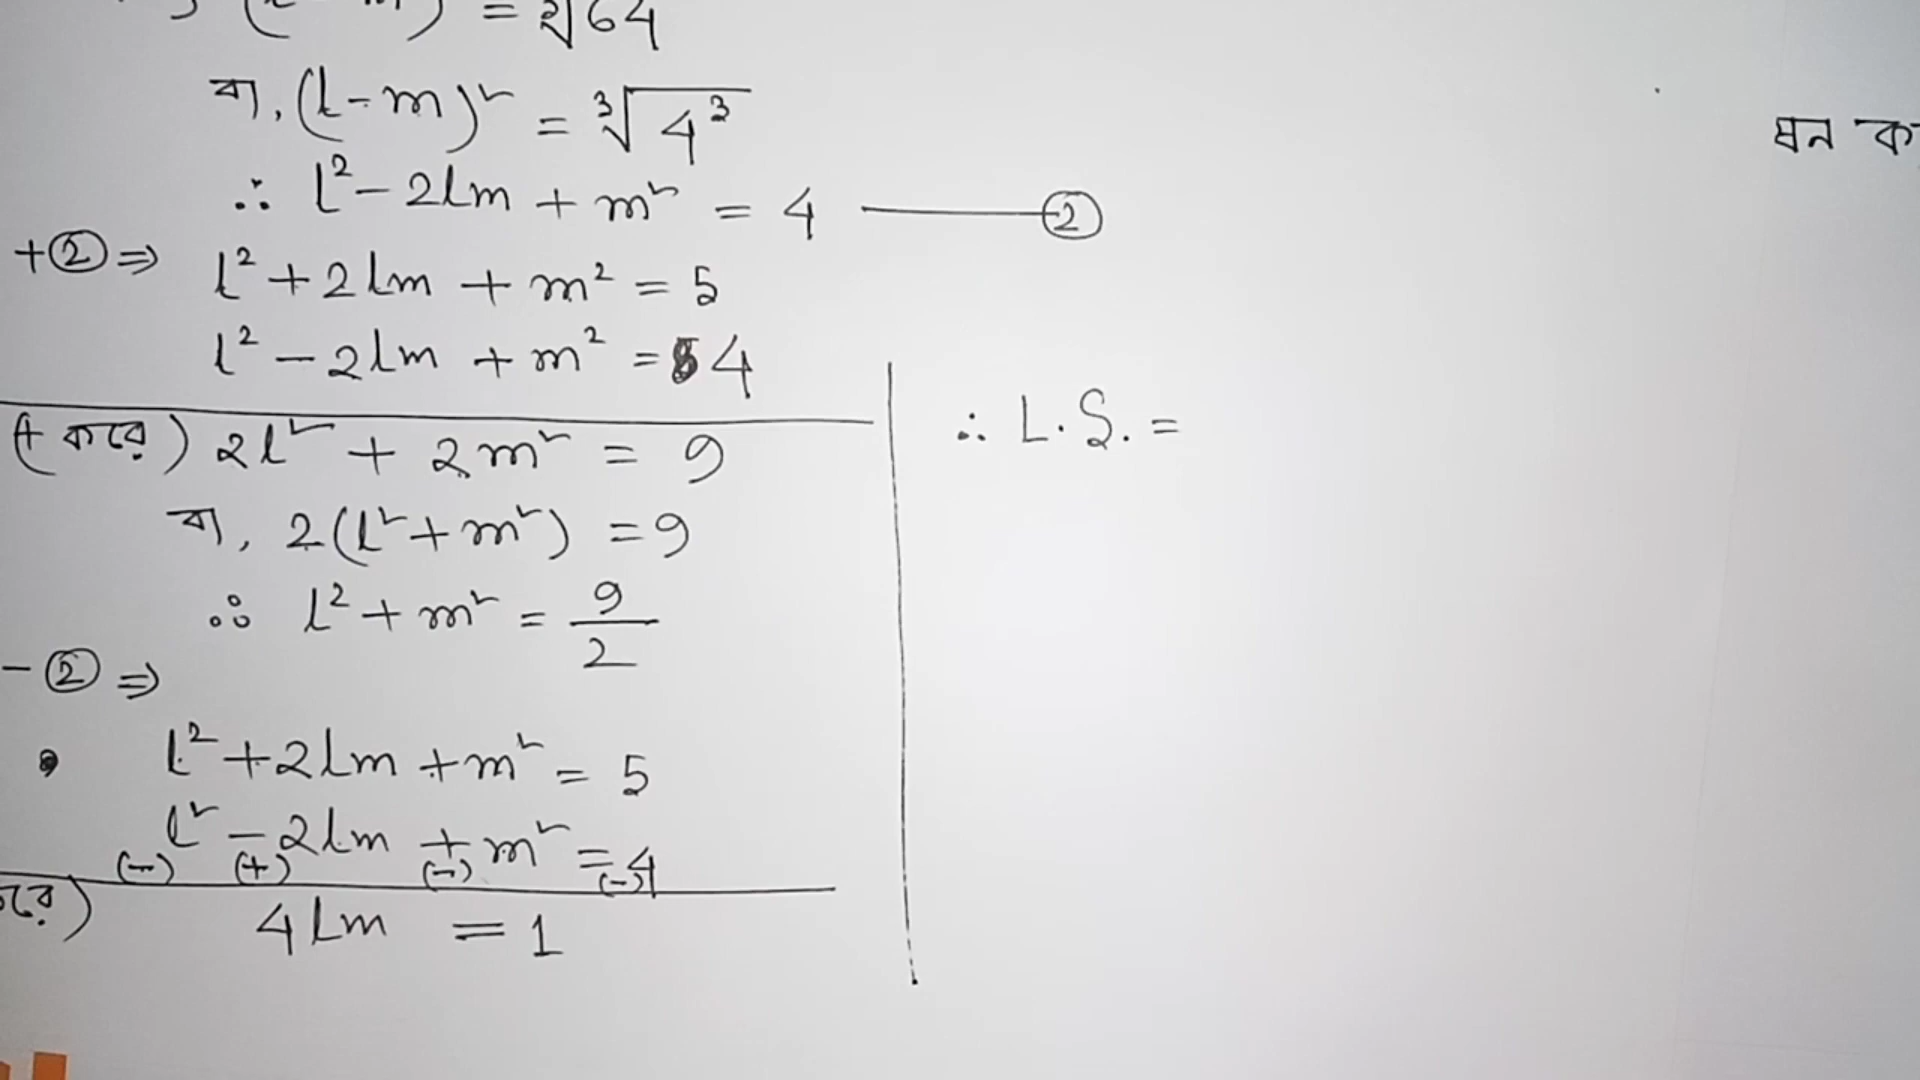 (l-m) = ∛64
বা, (l-m)² = ∛4³
∴ l²-2lm+m² = 4 ——— ②
+② ⇒ l²+2lm+m² = 5
l²-2lm+m² = 4
(+ করে) 2l²+2m² = 9
বা, 2(l²+m²) = 9
∴ l²+m² = 9/2
-② ⇒
l²+2lm+m² = 5
l²-2lm+m² = 4
(-) (+) (-) (-)
রে) 4lm = 1
∴ L.S. =